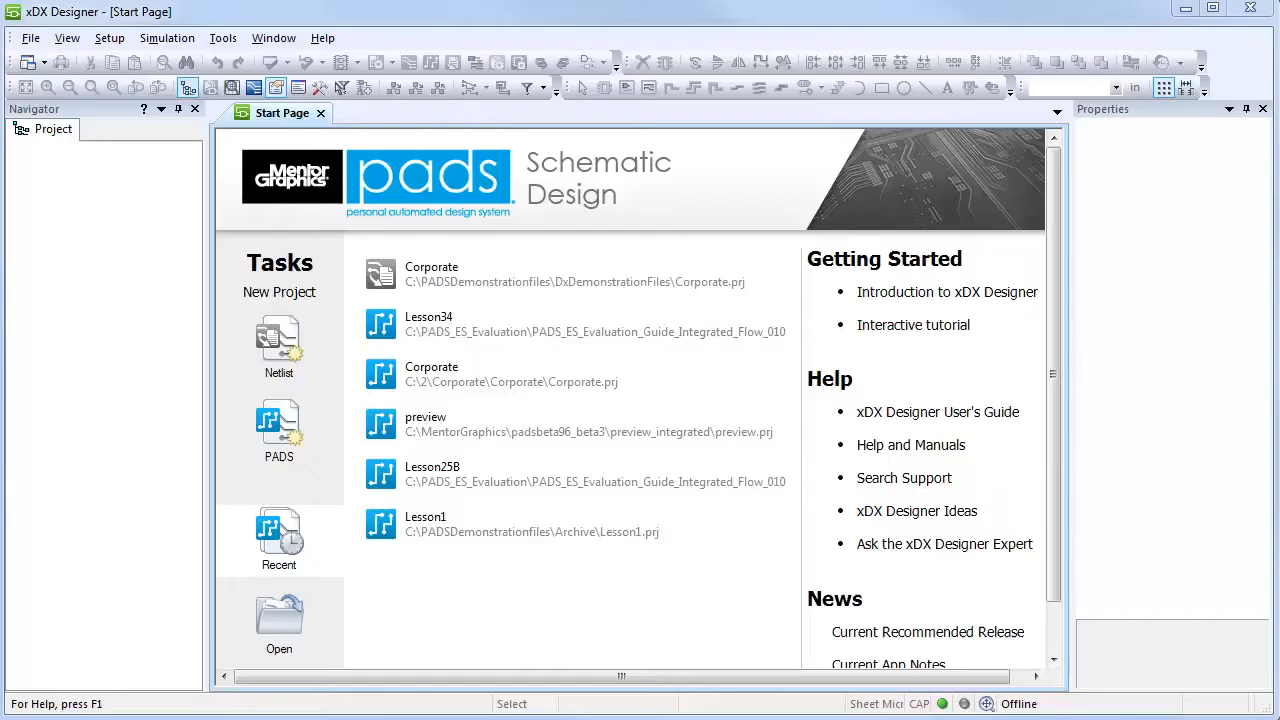 xDX Designer - [Start Page]
File View Setup Simulation Tools Window Help
in
Navigator
Start Page
Properties
Project
Mentor Graphics
pads
personal automated design system
Schematic
Design
Tasks
New Project
Netlist
PADS
Recent
Open
Corporate
C:\PADSDemonstrationfiles\DxDemonstrationFiles\Corporate.prj
Lesson34
C:\PADS_ES_Evaluation\PADS_ES_Evaluation_Guide_Integrated_Flow_010
Corporate
C:\2\Corporate\Corporate\Corporate.prj
preview
C:\MentorGraphics\padsbeta96_beta3\preview_integrated\preview.prj
Lesson25B
C:\PADS_ES_Evaluation\PADS_ES_Evaluation_Guide_Integrated_Flow_010
Lesson1
C:\PADSDemonstrationfiles\Archive\Lesson1.prj
Getting Started
• Introduction to xDX Designer
• Interactive tutorial
Help
• xDX Designer User's Guide
• Help and Manuals
• Search Support
• xDX Designer Ideas
• Ask the xDX Designer Expert
News
Current Recommended Release
Current App Notes
For Help, press F1
Select
Sheet Micr
CAP
Offline